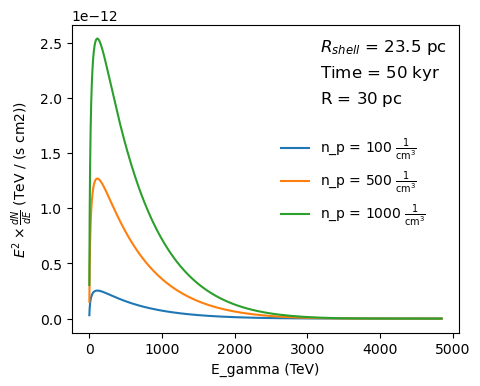 1e−12
R_shell = 23.5 pc
Time = 50 kyr
R = 30 pc
n_p = 100 1/cm³
n_p = 500 1/cm³
n_p = 1000 1/cm³
2.5
2.0
1.5
1.0
0.5
0.0
E² × dN/dE (TeV / (s cm2))
0 1000 2000 3000 4000 5000
E_gamma (TeV)